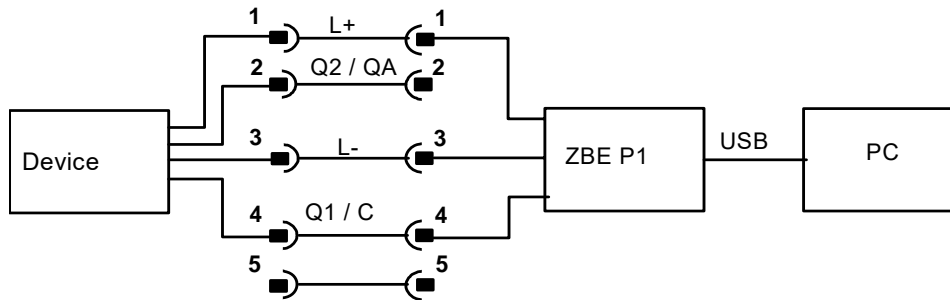 1 L+ 1
2 Q2 / QA 2
3 L- 3
Device ZBE P1 USB PC
4 Q1 / C 4
5 5